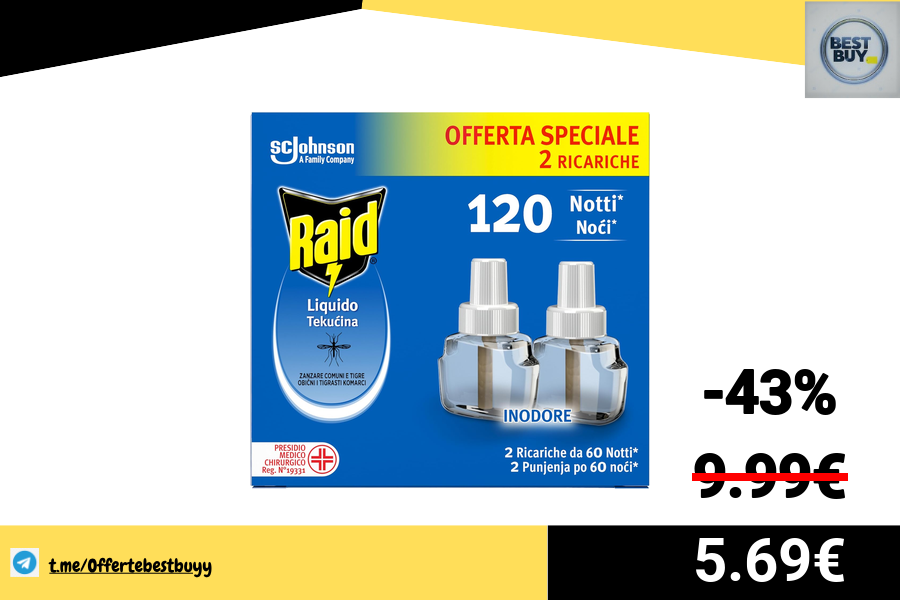 BEST
BUY
scJohnson
A Family Company
OFFERTA SPECIALE
2 RICARICHE
120
Notti*
Noći*
Raid®
Liquido
Tekućina
ZANZARE COMUNI E TIGRE
OBIČNI I TIGRASTI KOMARCI
INODORE
PRESIDIO
MEDICO
CHIRURGICO
Reg. N°19331
2 Ricariche da 60 Notti*
2 Punjenja po 60 noći*
-43%
9.99€
5.69€
t.me/Offertebestbuyy